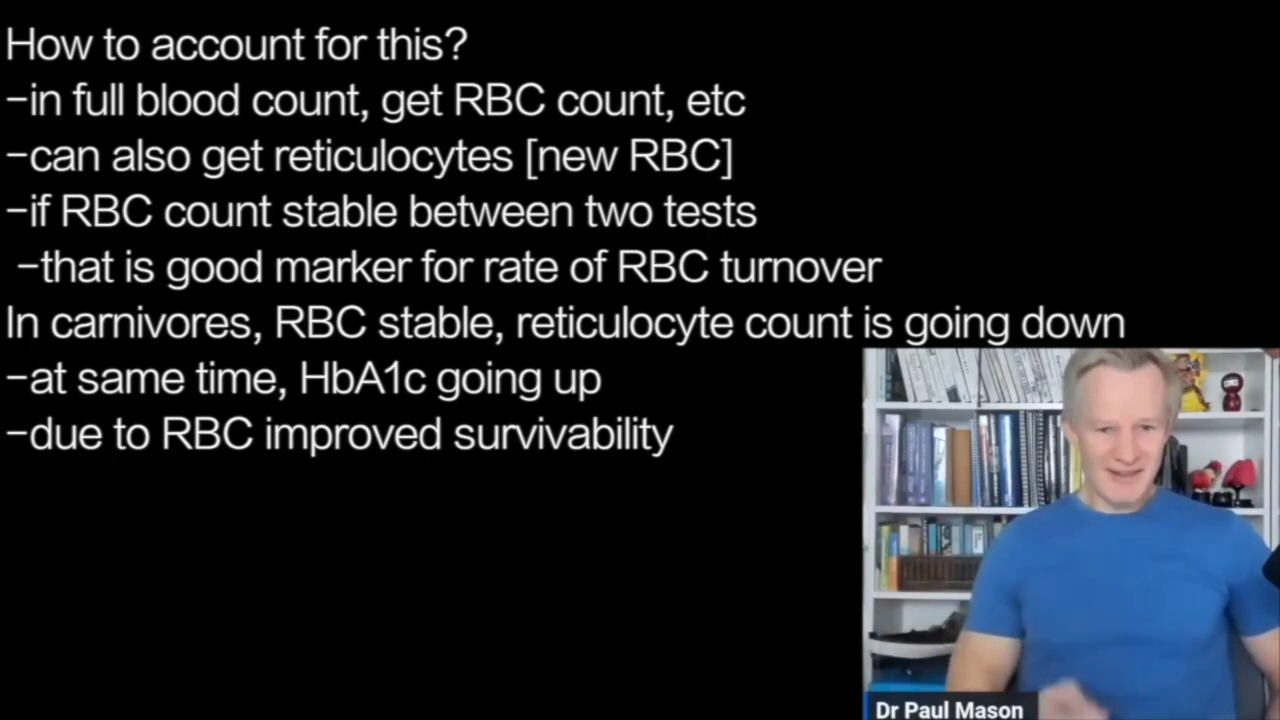 How to account for this?
-in full blood count, get RBC count, etc
-can also get reticulocytes [new RBC]
-if RBC count stable between two tests
-that is good marker for rate of RBC turnover
In carnivores, RBC stable, reticulocyte count is going down
-at same time, HbA1c going up
-due to RBC improved survivability
Dr Paul Mason